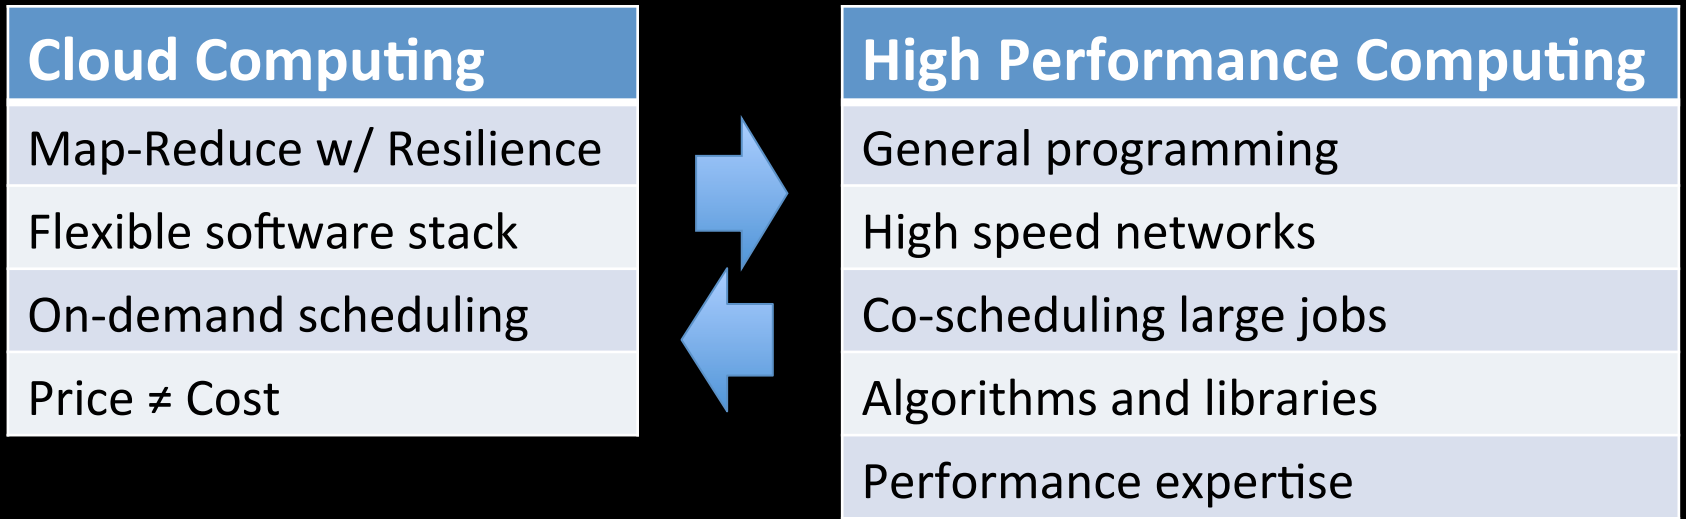 Cloud Computing
Map-Reduce w/ Resilience
Flexible software stack
On-demand scheduling
Price ≠ Cost
High Performance Computing
General programming
High speed networks
Co-scheduling large jobs
Algorithms and libraries
Performance expertise